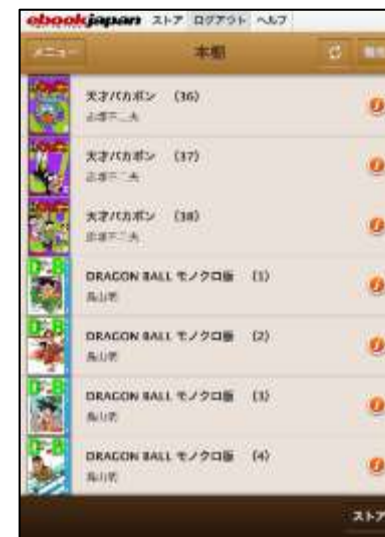 ebookjapan ストア ログアウト ヘルプ
メニュー 本棚
天才バカボン (36)
赤塚不二夫
天才バカボン (37)
赤塚不二夫
天才バカボン (38)
赤塚不二夫
DRAGON BALL モノクロ版 (1)
鳥山明
DRAGON BALL モノクロ版 (2)
鳥山明
DRAGON BALL モノクロ版 (3)
鳥山明
DRAGON BALL モノクロ版 (4)
鳥山明
ストア